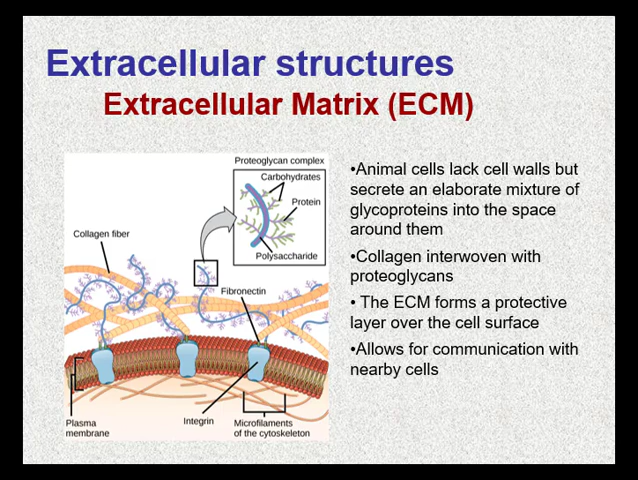 Extracellular structures
Extracellular Matrix (ECM)
Proteoglycan complex
Carbohydrates
Protein
Polysaccharide
Collagen fiber
Fibronectin
Integrin
Plasma
membrane
Microfilaments
of the cytoskeleton
•Animal cells lack cell walls but
secrete an elaborate mixture of
glycoproteins into the space
around them
•Collagen interwoven with
proteoglycans
• The ECM forms a protective
layer over the cell surface
•Allows for communication with
nearby cells